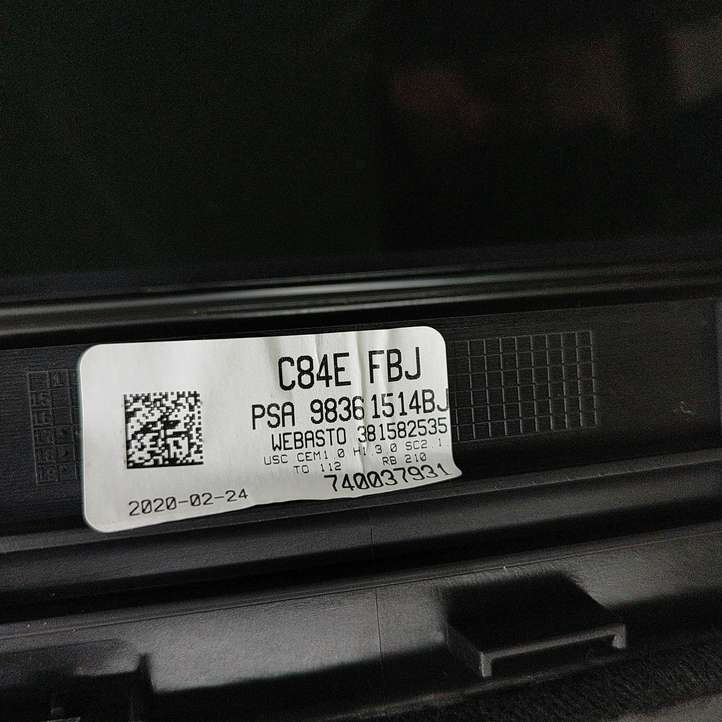 C84E FBJ
PSA 98361514BJ
WEBASTO 381582535
USC CEM1.0 H1 3.0 SC2.1
TO 112 RB 210
740037931
2020-02-24